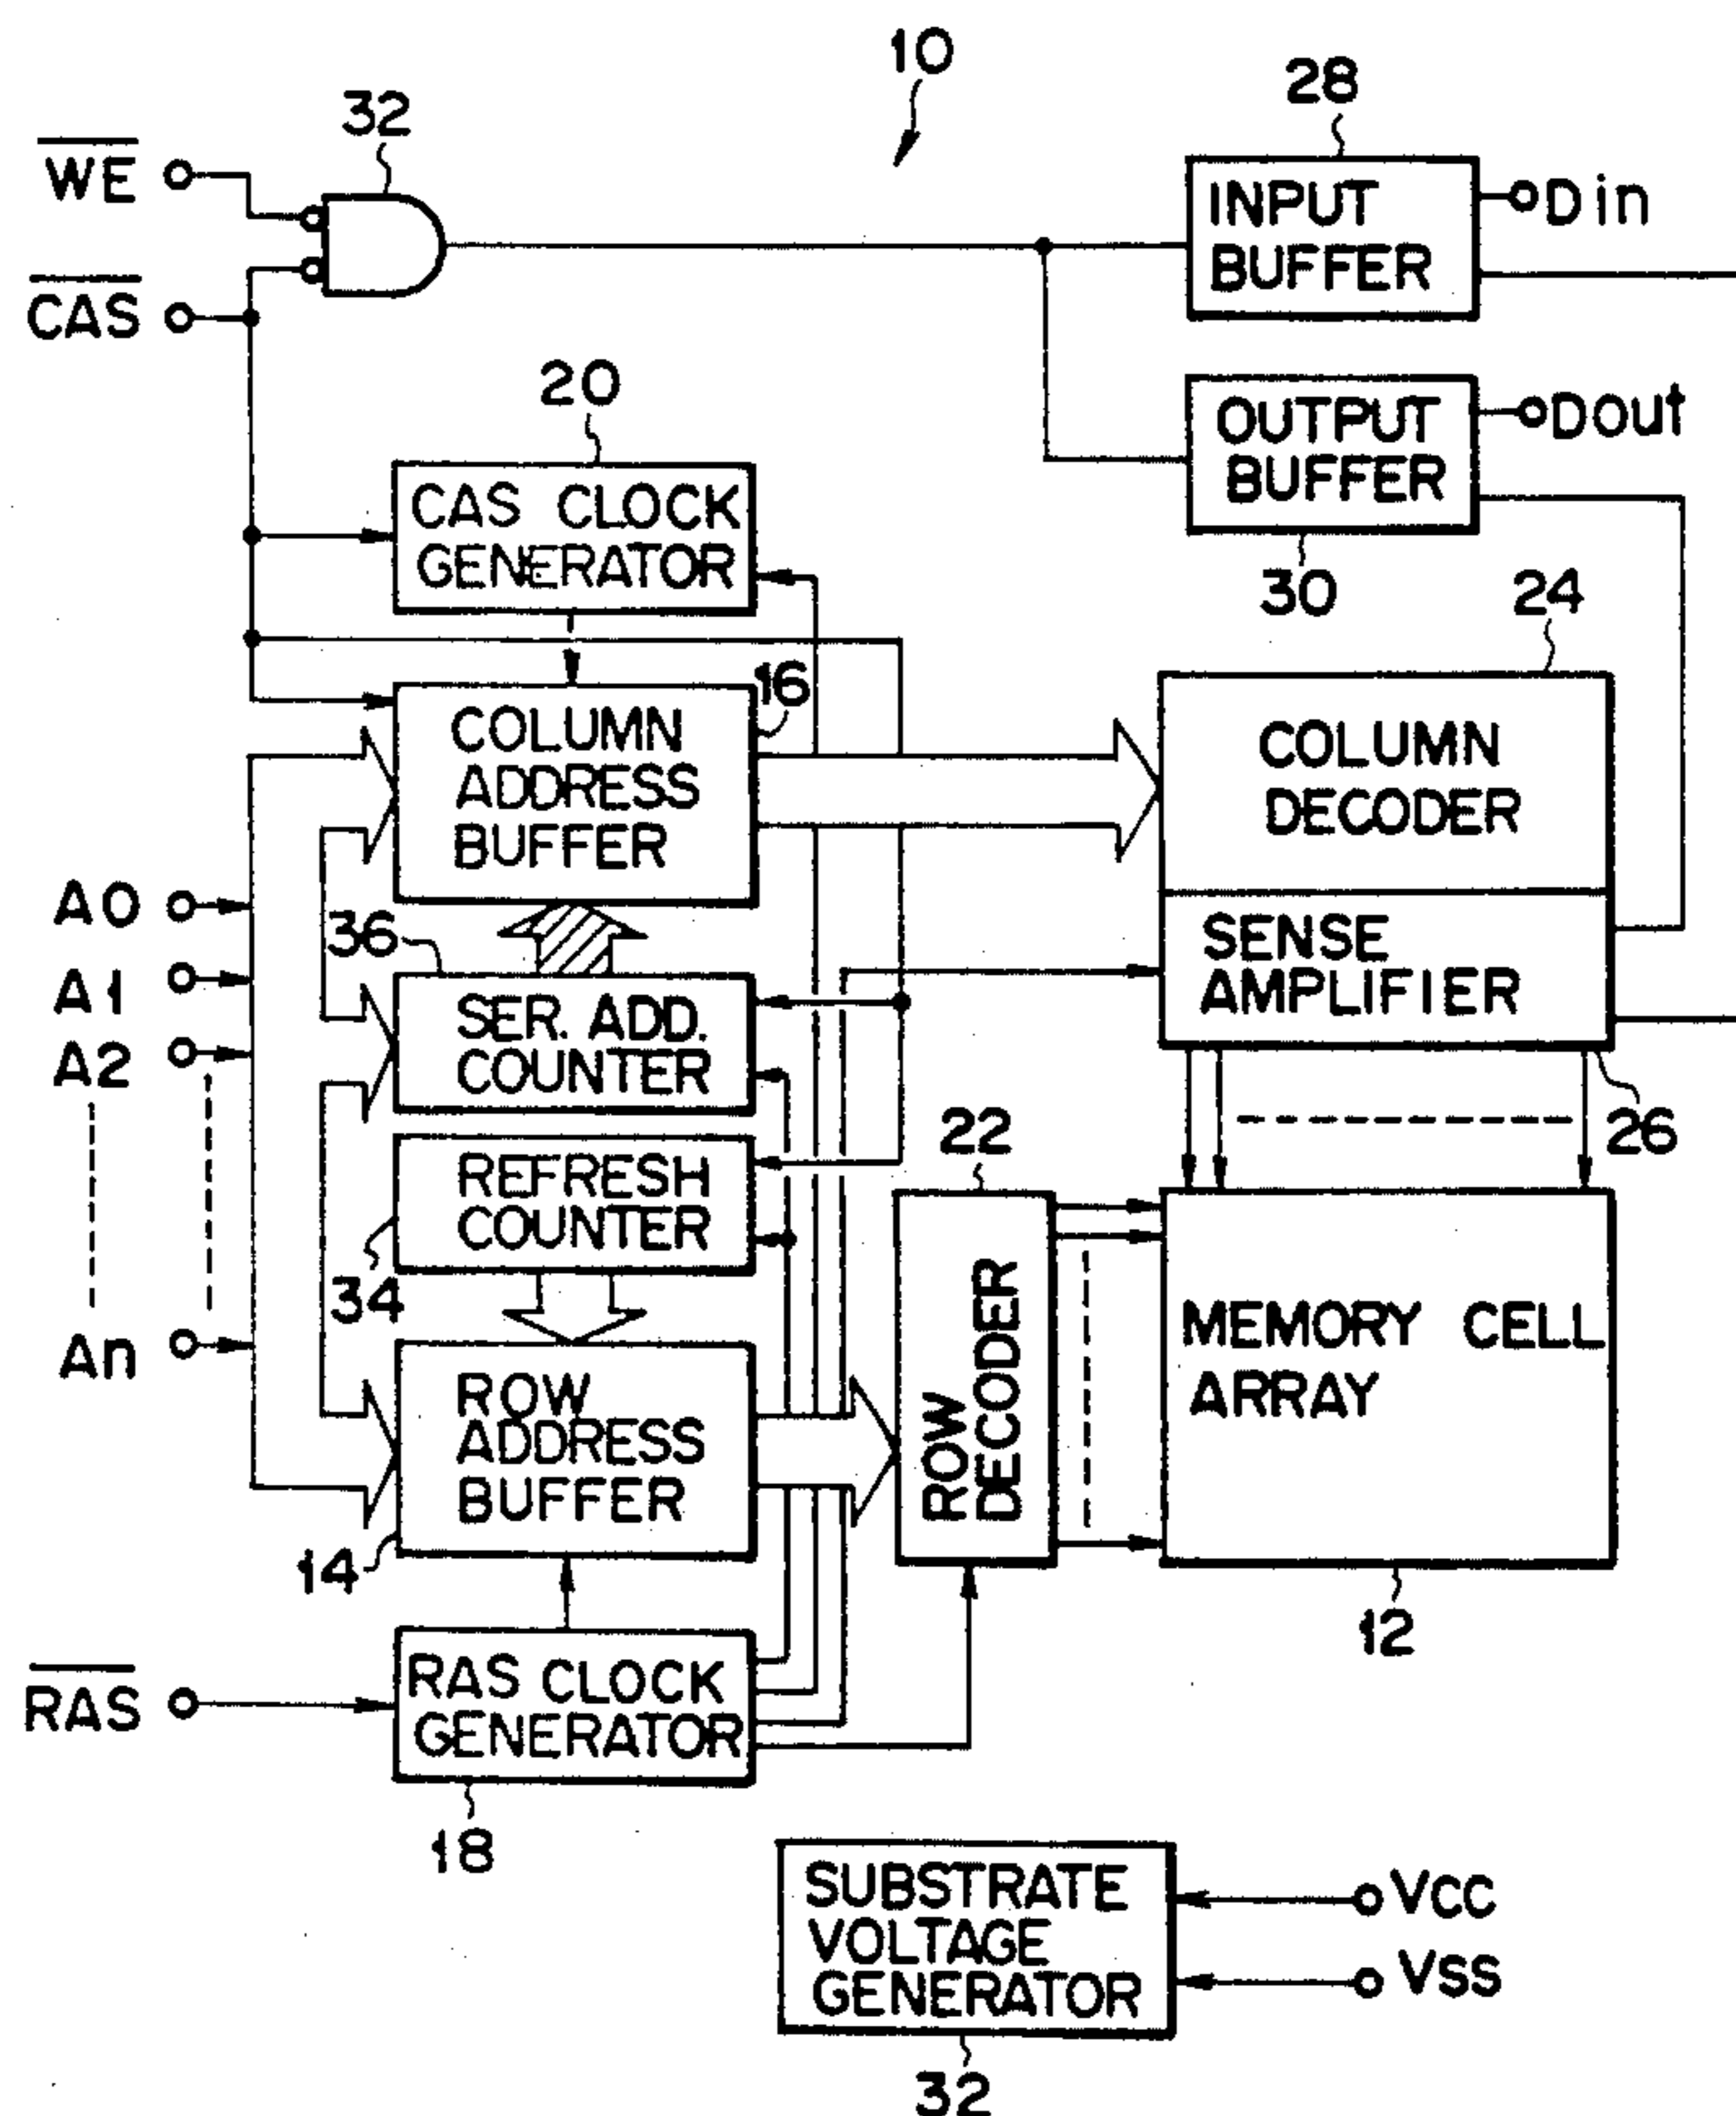 10
28
32
WE
INPUT
BUFFER
Din
CAS
20
OUTPUT
BUFFER
Dout
CAS CLOCK
GENERATOR
30
24
16
COLUMN
ADDRESS
BUFFER
COLUMN
DECODER
A0
36
SENSE
AMPLIFIER
A1
SER. ADD.
COUNTER
A2
22
26
REFRESH
COUNTER
34
An
ROW
DECODER
MEMORY CELL
ARRAY
ROW
ADDRESS
BUFFER
14
12
RAS
RAS CLOCK
GENERATOR
18
SUBSTRATE
VOLTAGE
GENERATOR
VCC
VSS
32